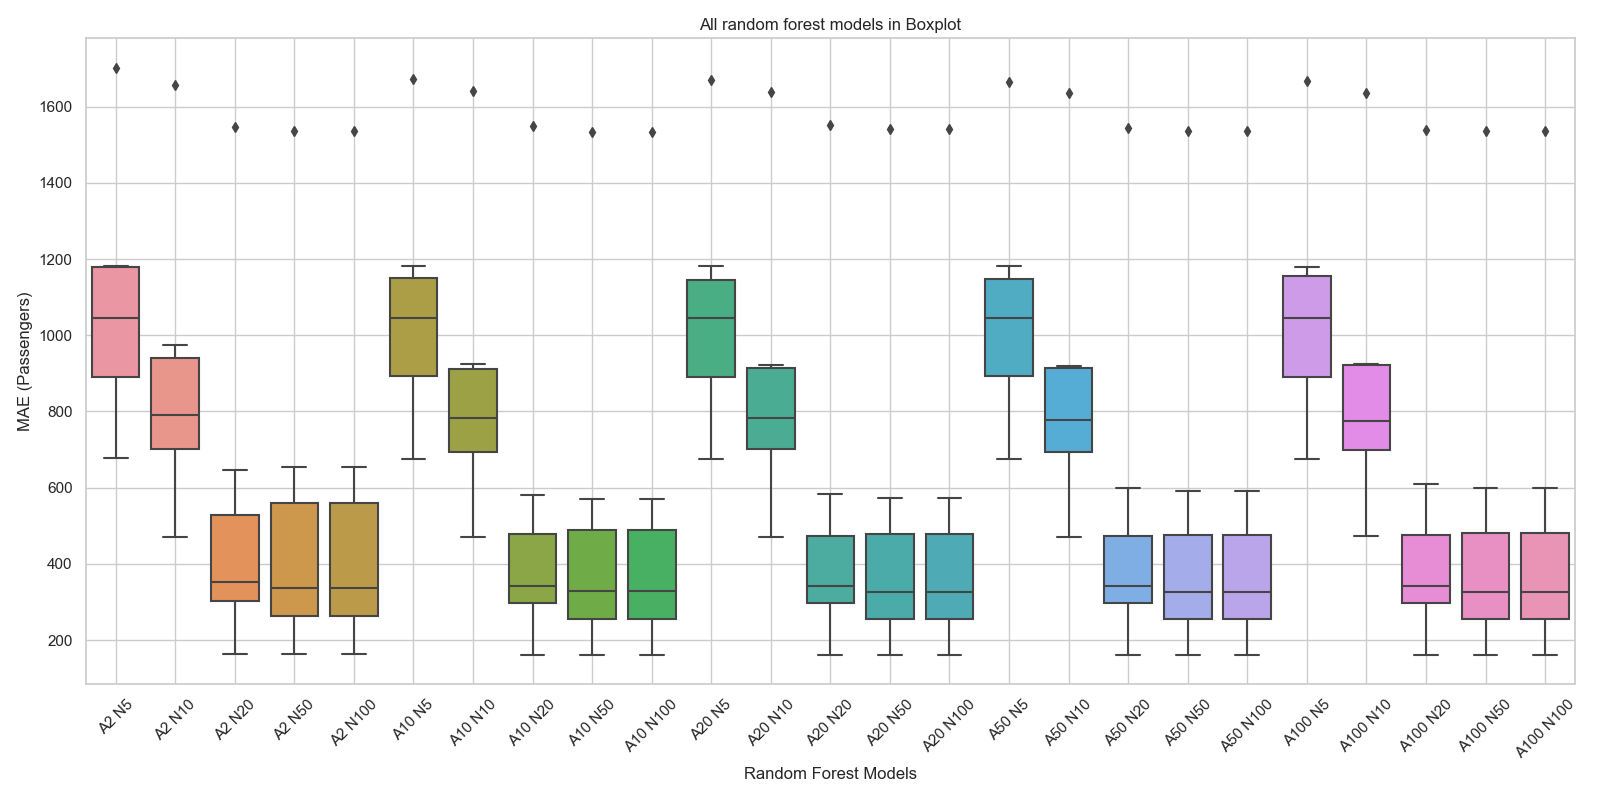 All random forest models in Boxplot
MAE (Passengers)
1600
1400
1200
1000
800
600
400
200
A2 N5
A2 N10
A2 N20
A2 N50
A2 N100
A10 N5
A10 N10
A10 N20
A10 N50
A10 N100
A20 N5
A20 N10
A20 N20
A20 N50
A20 N100
A50 N5
A50 N10
A50 N20
A50 N50
A50 N100
A100 N5
A100 N10
A100 N20
A100 N50
A100 N100
Random Forest Models